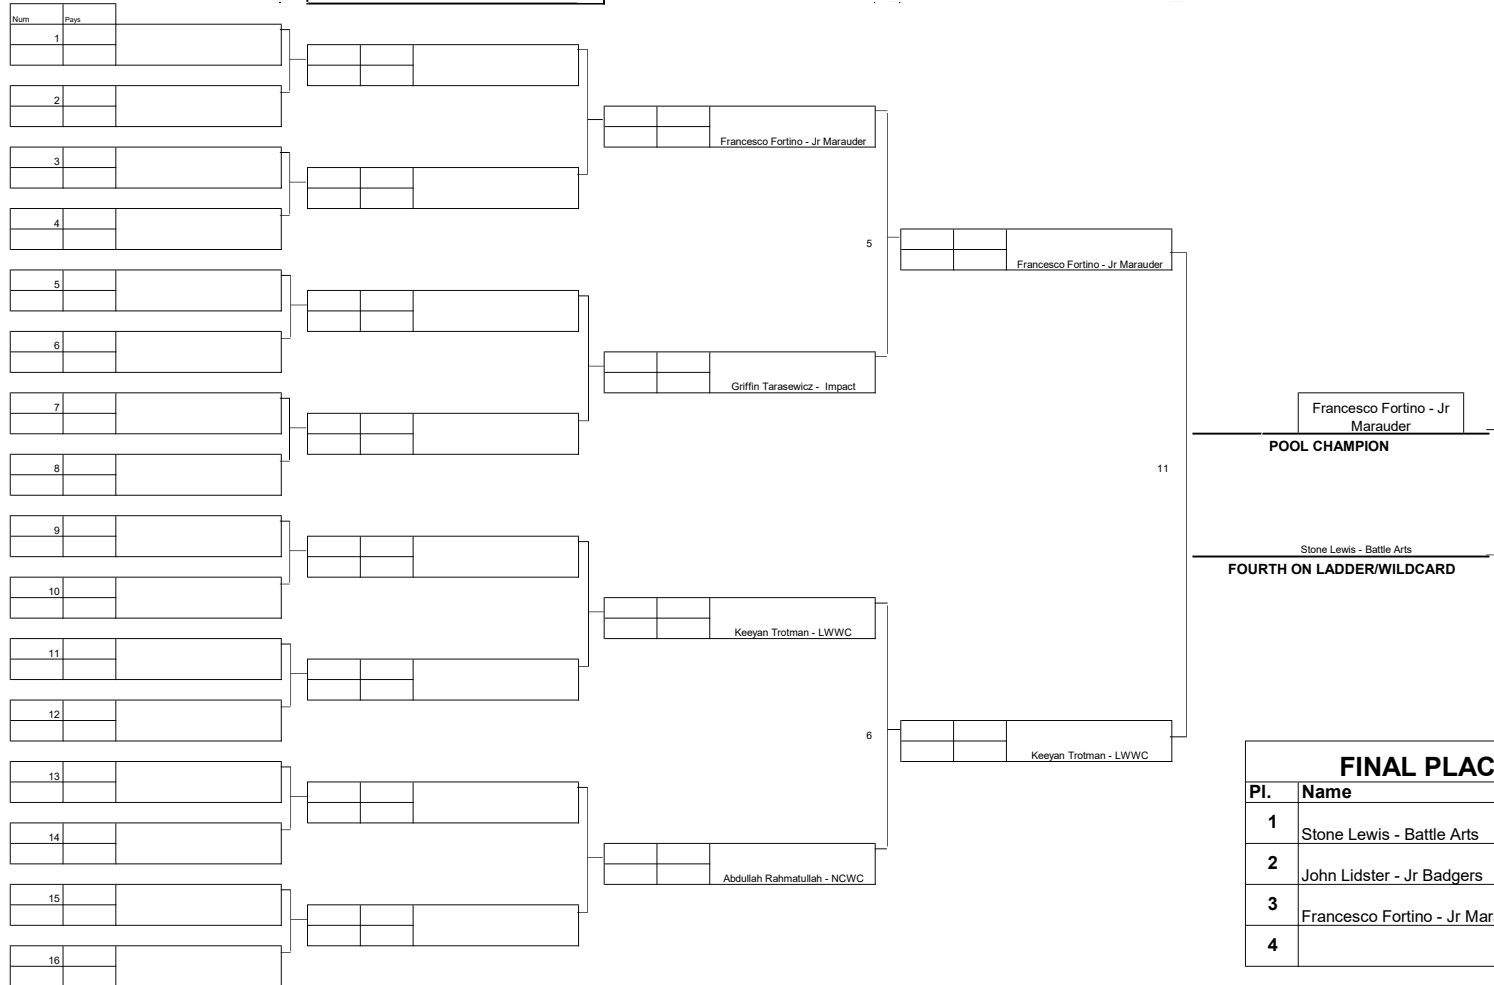 Num Pays
1
2
3
4
5
6
7
8
9
10
11
12
13
14
15
16
Francesco Fortino - Jr Marauder
Griffin Tarasewicz - Impact
Keeyan Trotman - LWWC
Abdullah Rahmatullah - NCWC
5
6
Francesco Fortino - Jr Marauder
Keeyan Trotman - LWWC
11
Francesco Fortino - Jr
Marauder
POOL CHAMPION
Stone Lewis - Battle Arts
FOURTH ON LADDER/WILDCARD
FINAL PLAC
Pl. Name
1 Stone Lewis - Battle Arts
2 John Lidster - Jr Badgers
3 Francesco Fortino - Jr Mar
4